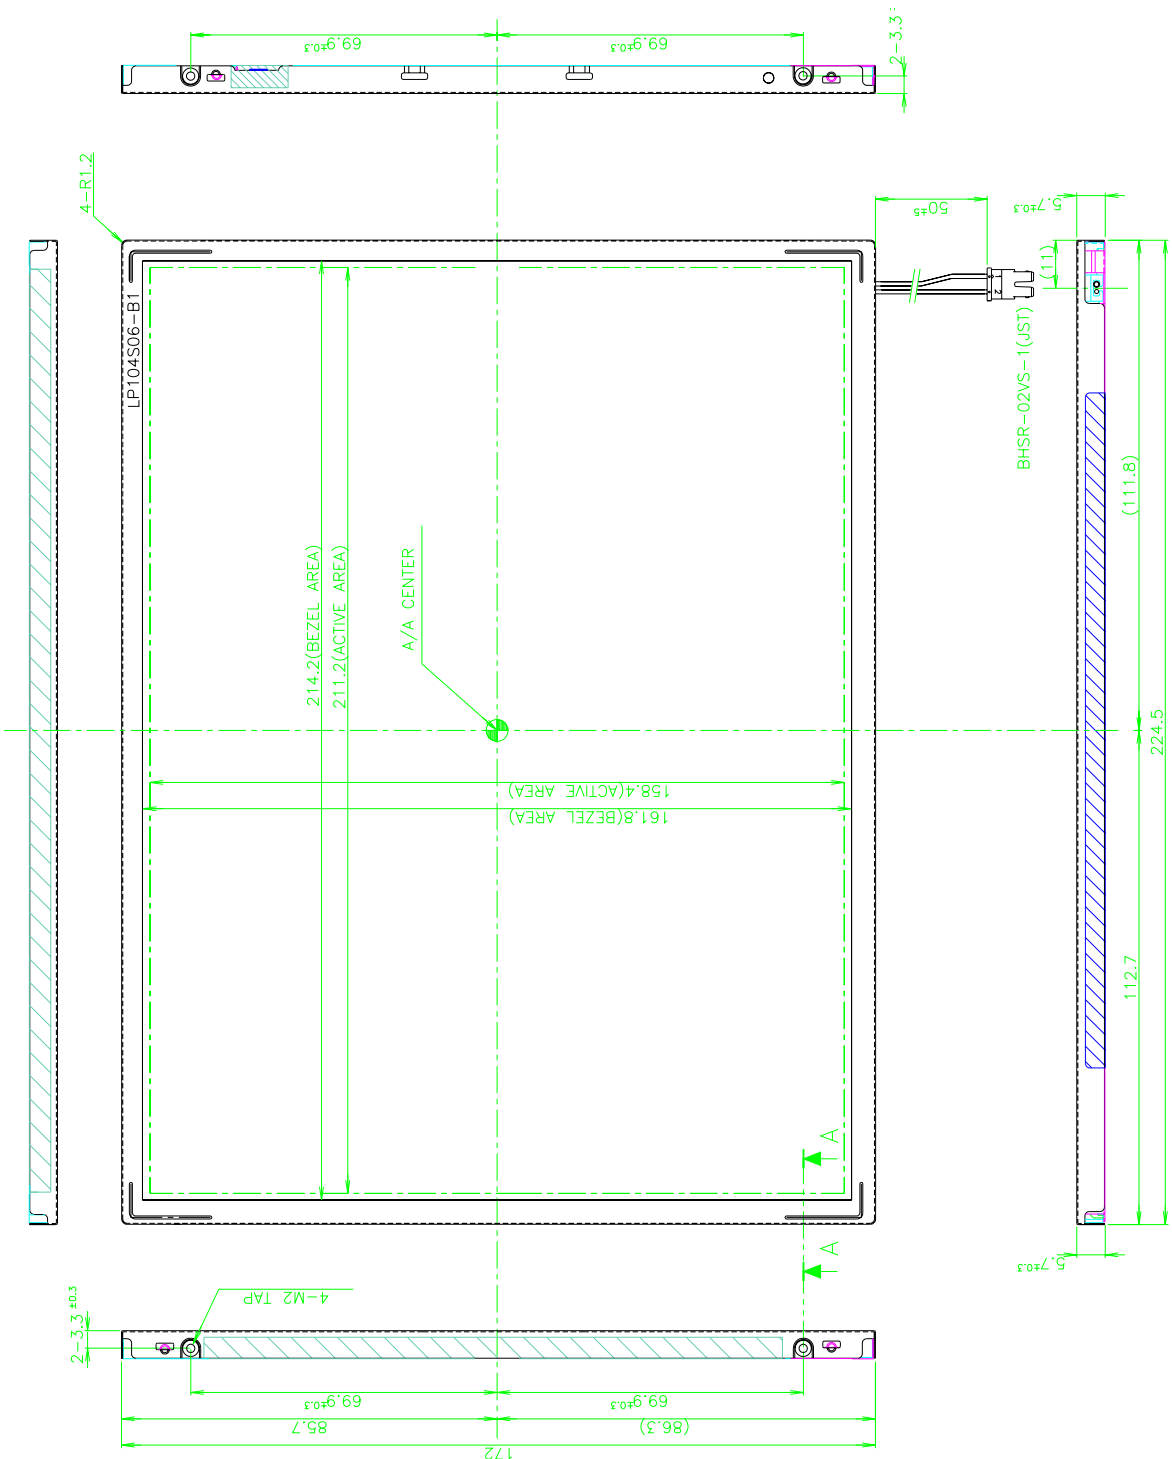 69.9±0.3
69.9±0.3
2-3.3
4-R1.2
50±5
5.7±0.3
(11)
LP104S06-B1
1
2
BHSR-02VS-1(JST)
(111.8)
214.2(BEZEL AREA)
211.2(ACTIVE AREA)
A/A CENTER
224.5
158.4(ACTIVE AREA)
161.8(BEZEL AREA)
112.7
A
A
5.7±0.3
4-M2 TAP
2-3.3 ±0.3
69.9±0.3
69.9±0.3
85.7
(86.3)
172